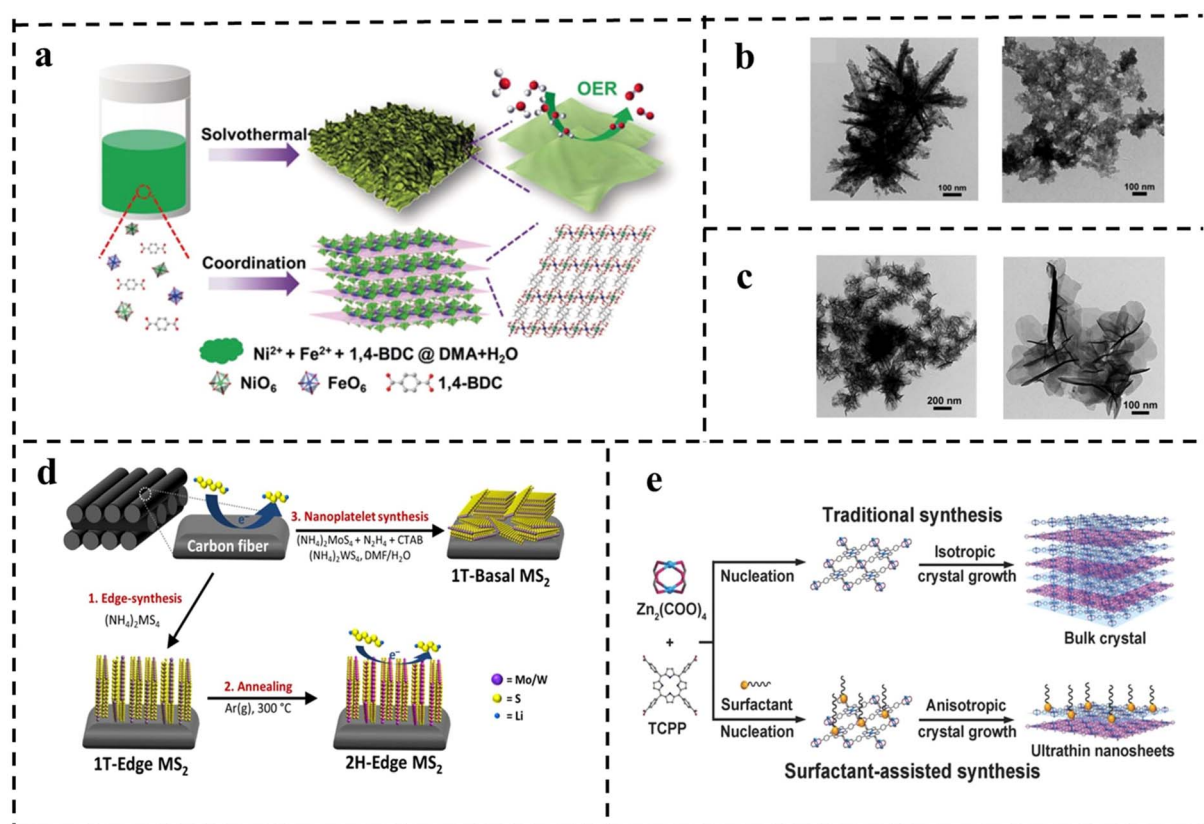 a
Solvothermal
OER
Coordination
Ni²⁺ + Fe²⁺ + 1,4-BDC @ DMA+H₂O
NiO₆ FeO₆ 1,4-BDC
b
100 nm 100 nm
c
200 nm 100 nm
d
e⁻
Carbon fiber
3. Nanoplatelet synthesis
(NH₄)₂MoS₄ + N₂H₄ + CTAB
(NH₄)₂WS₄, DMF/H₂O
1T-Basal MS₂
1. Edge-synthesis
(NH₄)₂MS₄
e⁻
2. Annealing
Ar(g), 300 °C
= Mo/W
= S
= Li
1T-Edge MS₂
2H-Edge MS₂
e
Traditional synthesis
Zn₂(COO)₄
+
TCPP
Nucleation
Isotropic
crystal growth
Bulk crystal
Surfactant
Nucleation
Anisotropic
crystal growth
Ultrathin nanosheets
Surfactant-assisted synthesis